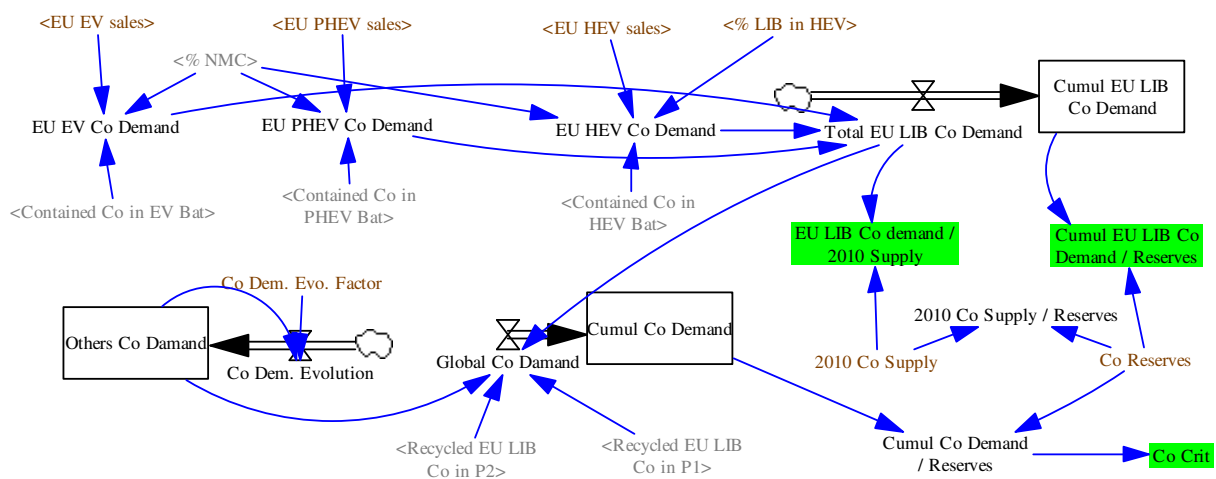 <EU EV sales>
<EU PHEV sales>
<EU HEV sales>
<% LIB in HEV>
<% NMC>
Cumul EU LIB
Co Demand
EU EV Co Demand
EU PHEV Co Demand
EU HEV Co Demand
Total EU LIB Co Demand
<Contained Co in EV Bat>
<Contained Co in
PHEV Bat>
<Contained Co in
HEV Bat>
EU LIB Co demand /
2010 Supply
Cumul EU LIB Co
Demand / Reserves
Co Dem. Evo. Factor
Others Co Damand
Co Dem. Evolution
Cumul Co Demand
Global Co Damand
2010 Co Supply / Reserves
2010 Co Supply
Co Reserves
<Recycled EU LIB
Co in P2>
<Recycled EU LIB
Co in P1>
Cumul Co Demand
/ Reserves
Co Crit